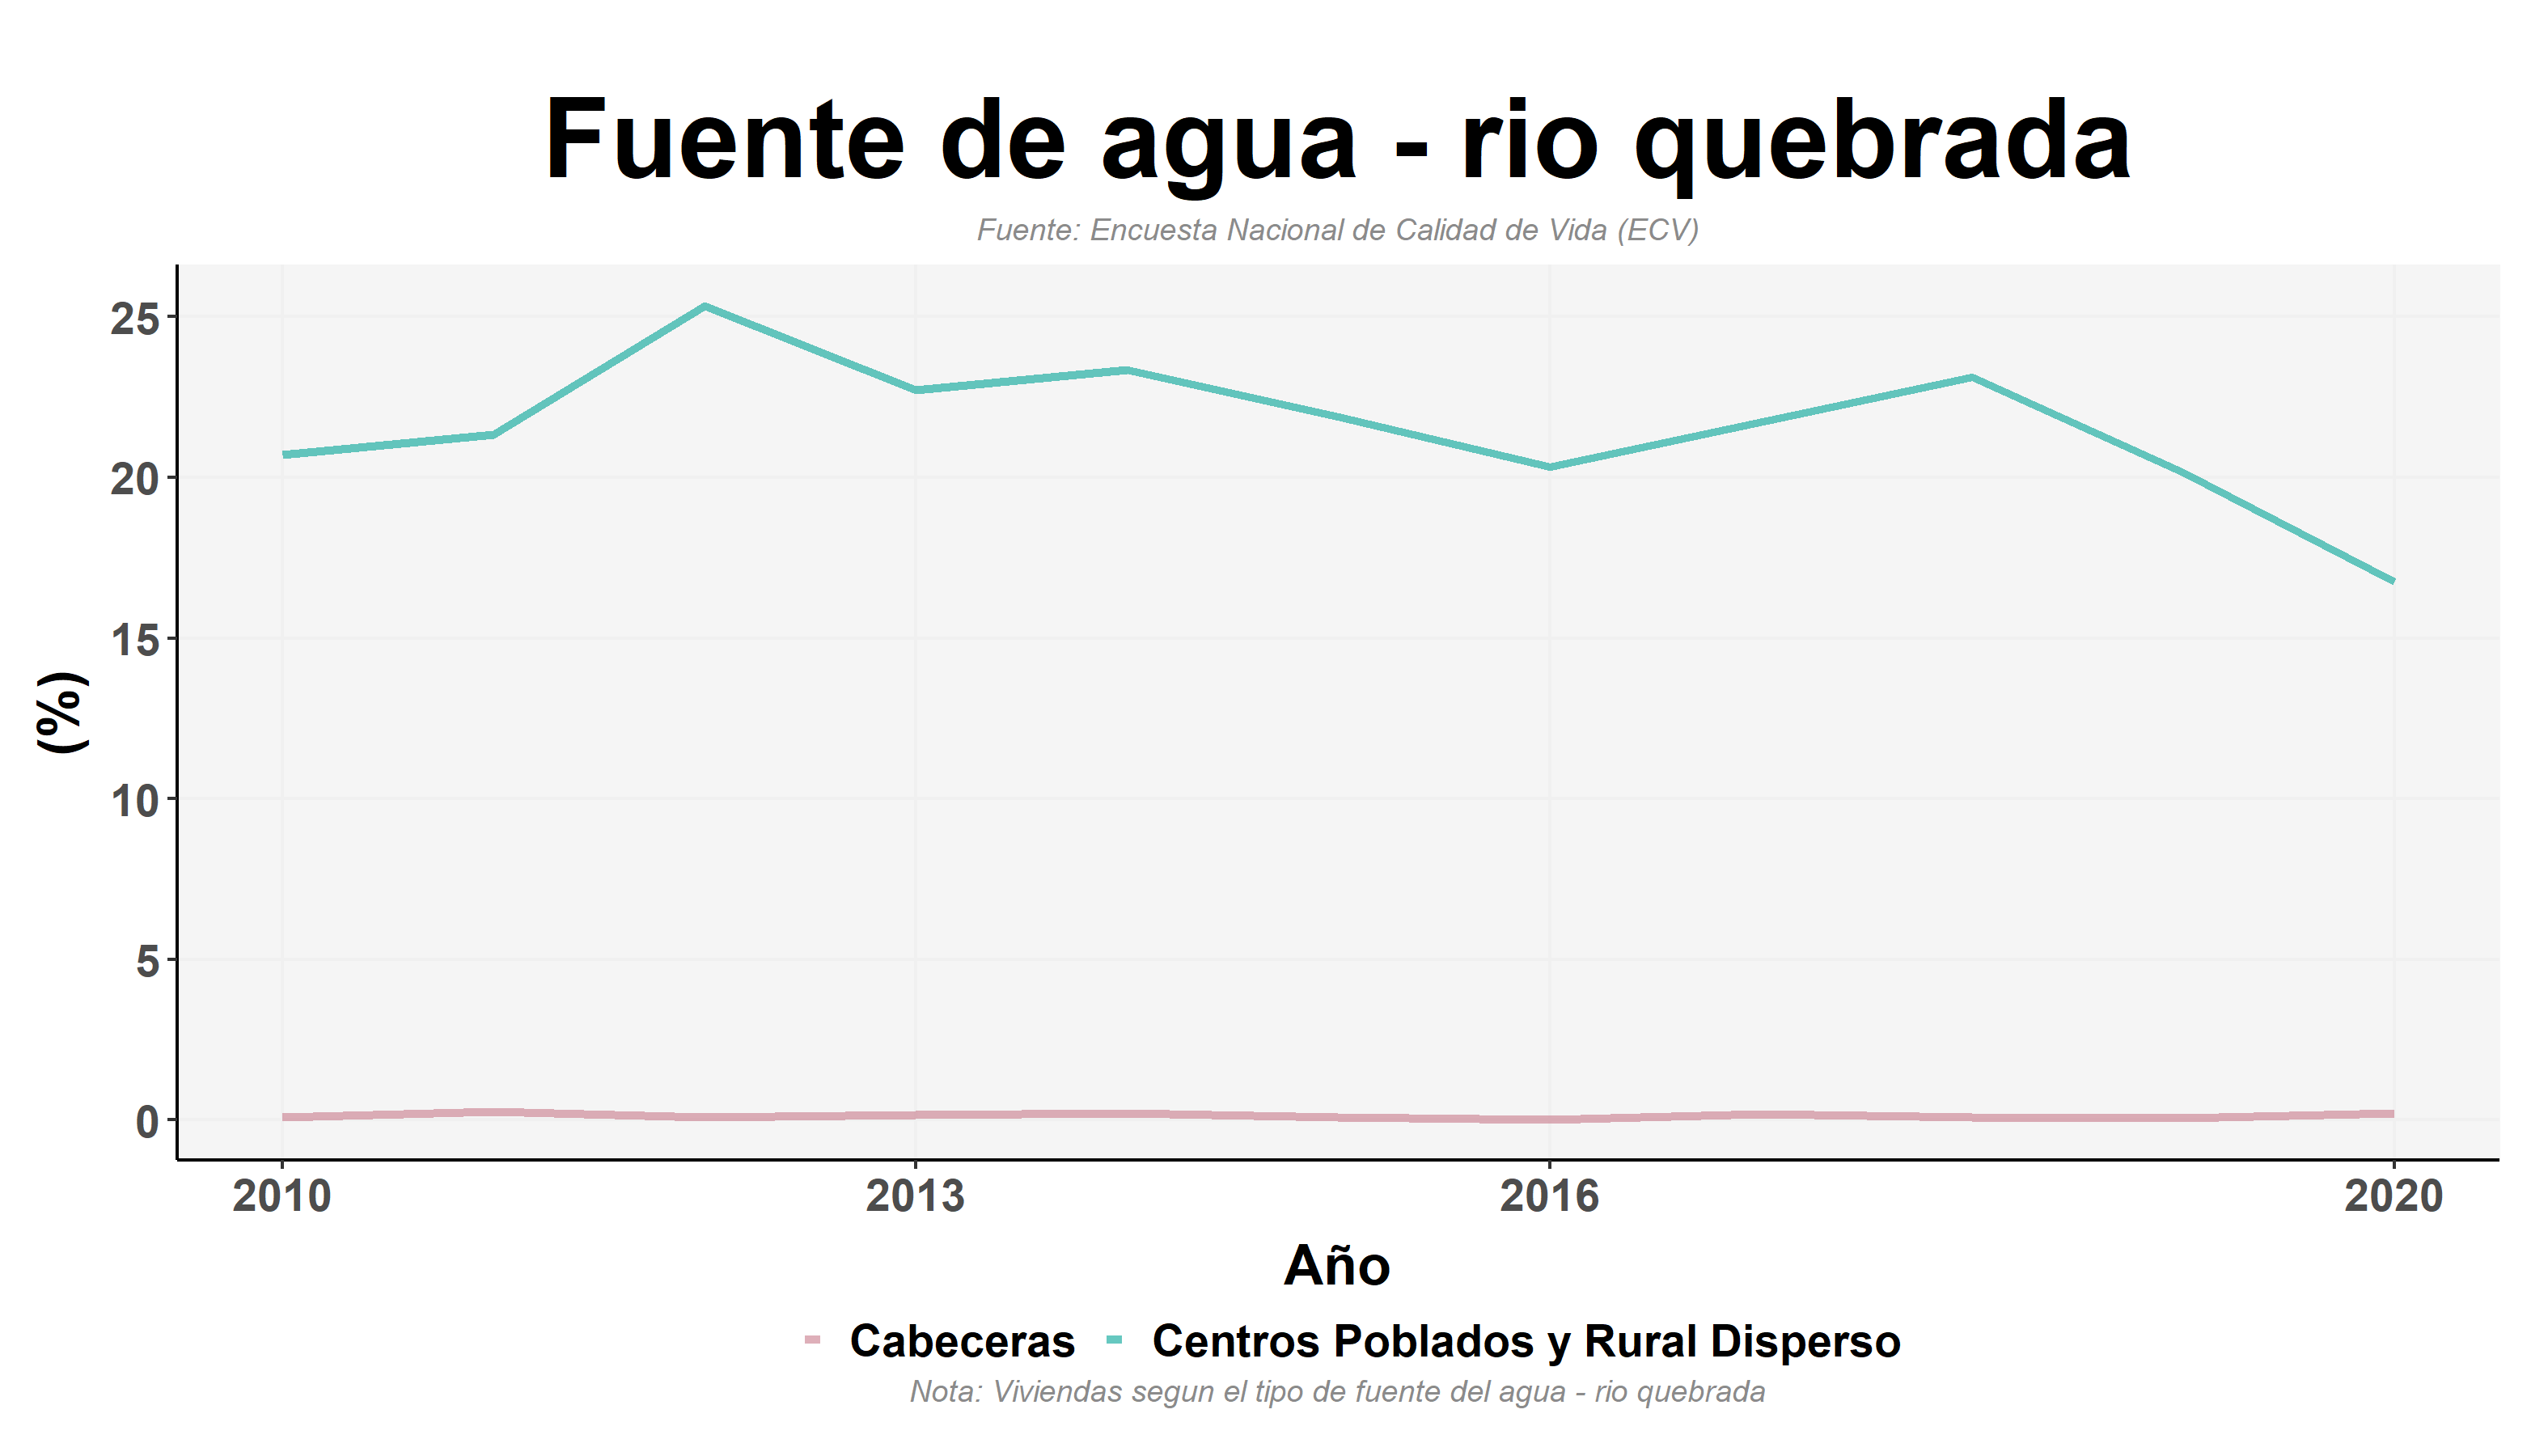 Fuente de agua - rio quebrada
Fuente: Encuesta Nacional de Calidad de Vida (ECV)
25
20
15
10
5
0
(%)
2010 2013 2016 2020
Año
Cabeceras Centros Poblados y Rural Disperso
Nota: Viviendas segun el tipo de fuente del agua - rio quebrada